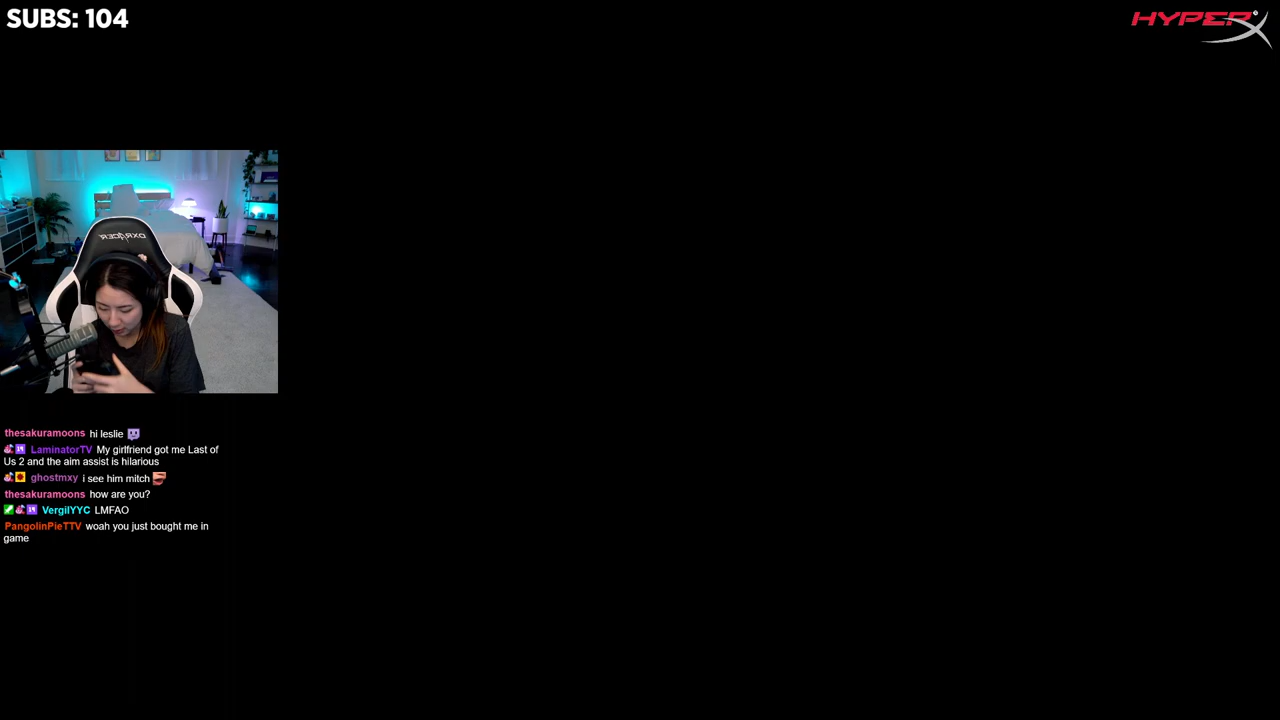 SUBS: 104
HYPERX
DXRACER
thesakuramoons hi leslie
LaminatorTV My girlfriend got me Last of
Us 2 and the aim assist is hilarious
ghostmxy i see him mitch
thesakuramoons how are you?
VergilYYC LMFAO
PangolinPieTTV woah you just bought me in
game